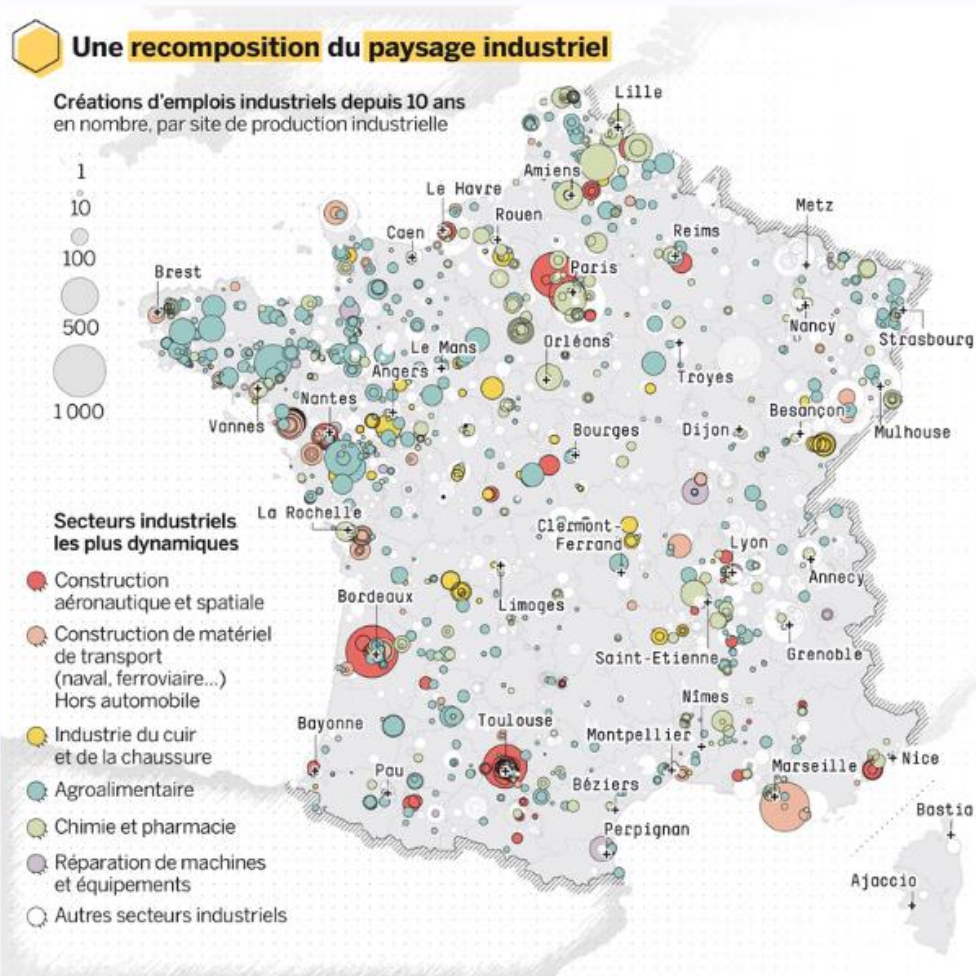 Une recomposition du paysage industriel
Créations d'emplois industriels depuis 10 ans
en nombre, par site de production industrielle
1
10
100
500
1 000
Lille
Amiens
Le Havre
Rouen
Metz
Caen
Reims
Brest
Paris
Nancy
Strasbourg
Le Mans
Orléans
Angers
Troyes
Nantes
Besançon
Vannes
Bourges
Dijon
Mulhouse
La Rochelle
Clermont-
Ferrand
Lyon
Annecy
Secteurs industriels
les plus dynamiques
Construction
aéronautique et spatiale
Construction de matériel
de transport
(naval, ferroviaire...)
Hors automobile
Industrie du cuir
et de la chaussure
Agroalimentaire
Chimie et pharmacie
Réparation de machines
et équipements
Autres secteurs industriels
Bordeaux
Limoges
Saint-Etienne
Grenoble
Nîmes
Bayonne
Toulouse
Montpellier
Pau
Béziers
Marseille
Nice
Perpignan
Bastia
Ajaccio